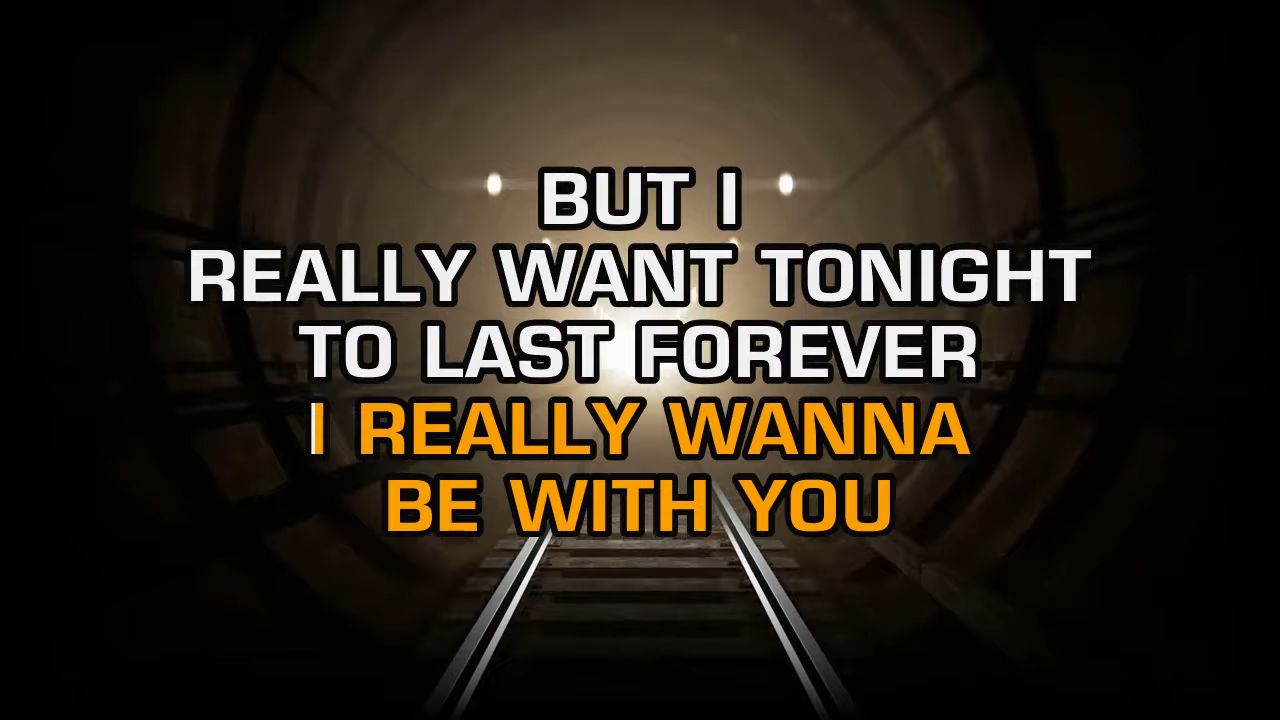 BUT I
REALLY WANT TONIGHT
TO LAST FOREVER
I REALLY WANNA
BE WITH YOU